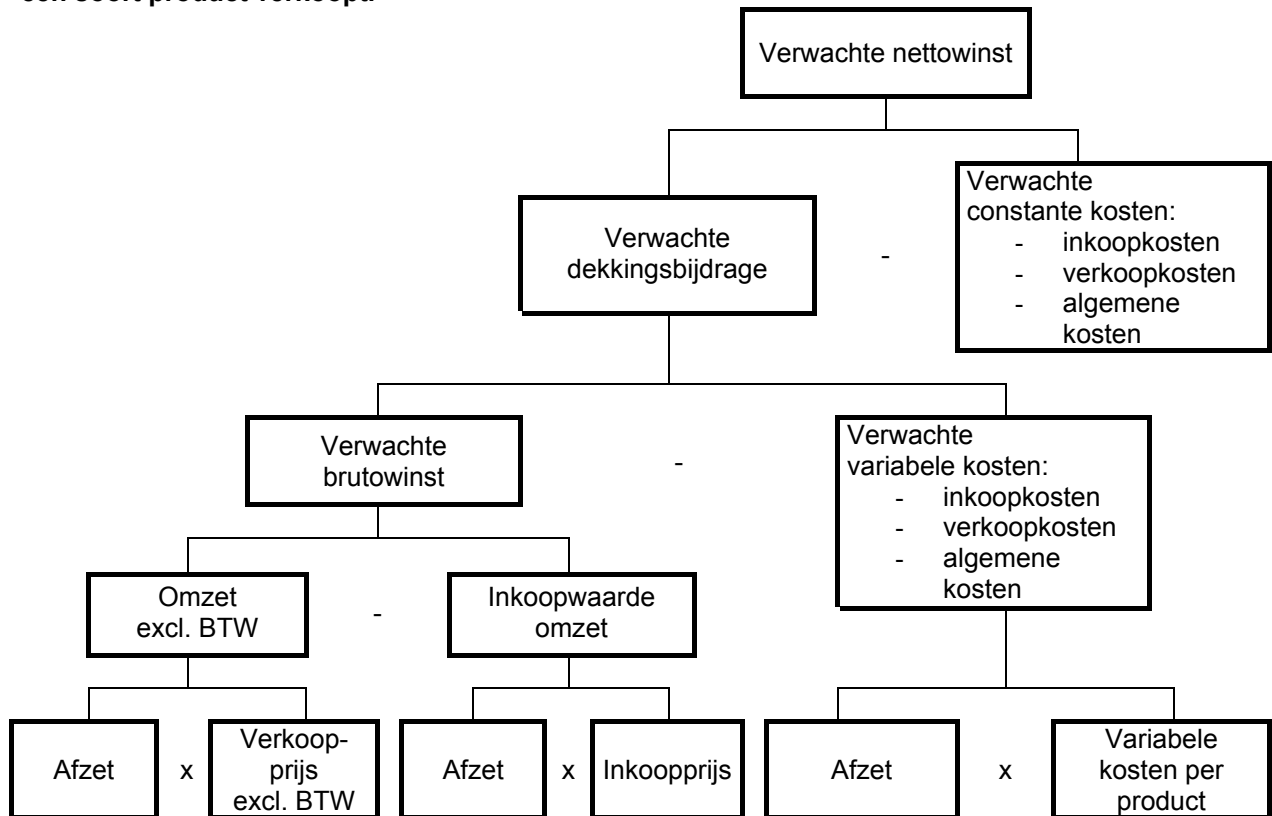 een soort product verkoopt.
Verwachte nettowinst
Verwachte
dekkingsbijdrage
-
Verwachte
constante kosten:
- inkoopkosten
- verkoopkosten
- algemene
kosten
Verwachte
brutowinst
-
Verwachte
variabele kosten:
- inkoopkosten
- verkoopkosten
- algemene
kosten
Omzet
excl. BTW
-
Inkoopwaarde
omzet
Afzet
x
Verkoop-
prijs
excl. BTW
Afzet
x
Inkoopprijs
Afzet
x
Variabele
kosten per
product